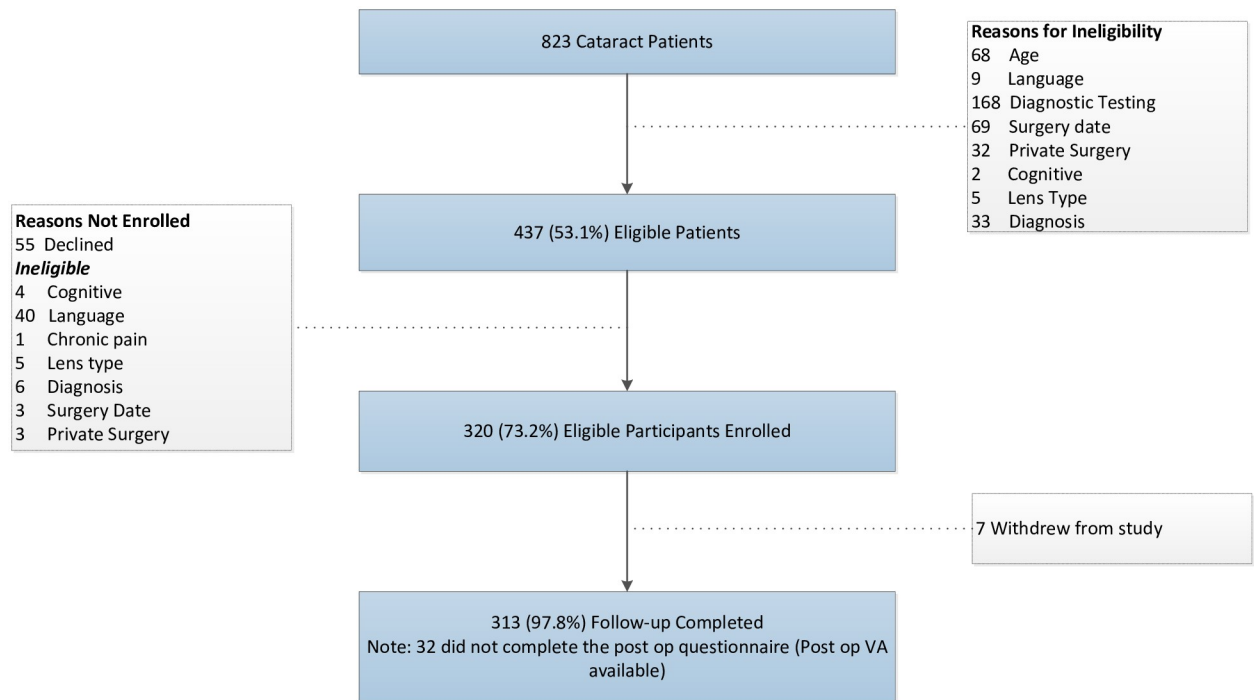 823 Cataract Patients
Reasons for Ineligibility
68 Age
9 Language
168 Diagnostic Testing
69 Surgery date
32 Private Surgery
2 Cognitive
5 Lens Type
33 Diagnosis
437 (53.1%) Eligible Patients
Reasons Not Enrolled
55 Declined
Ineligible
4 Cognitive
40 Language
1 Chronic pain
5 Lens type
6 Diagnosis
3 Surgery Date
3 Private Surgery
320 (73.2%) Eligible Participants Enrolled
7 Withdrew from study
313 (97.8%) Follow-up Completed
Note: 32 did not complete the post op questionnaire (Post op VA
available)